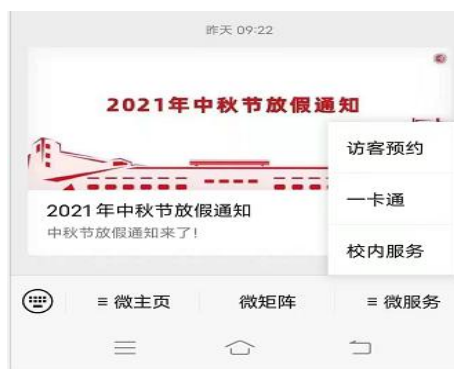 昨天 09:22
2021年中秋节放假通知
访客预约
2021年中秋节放假通知
一卡通
中秋节放假通知来了!
校内服务
≡ 微主页
微矩阵
≡ 微服务